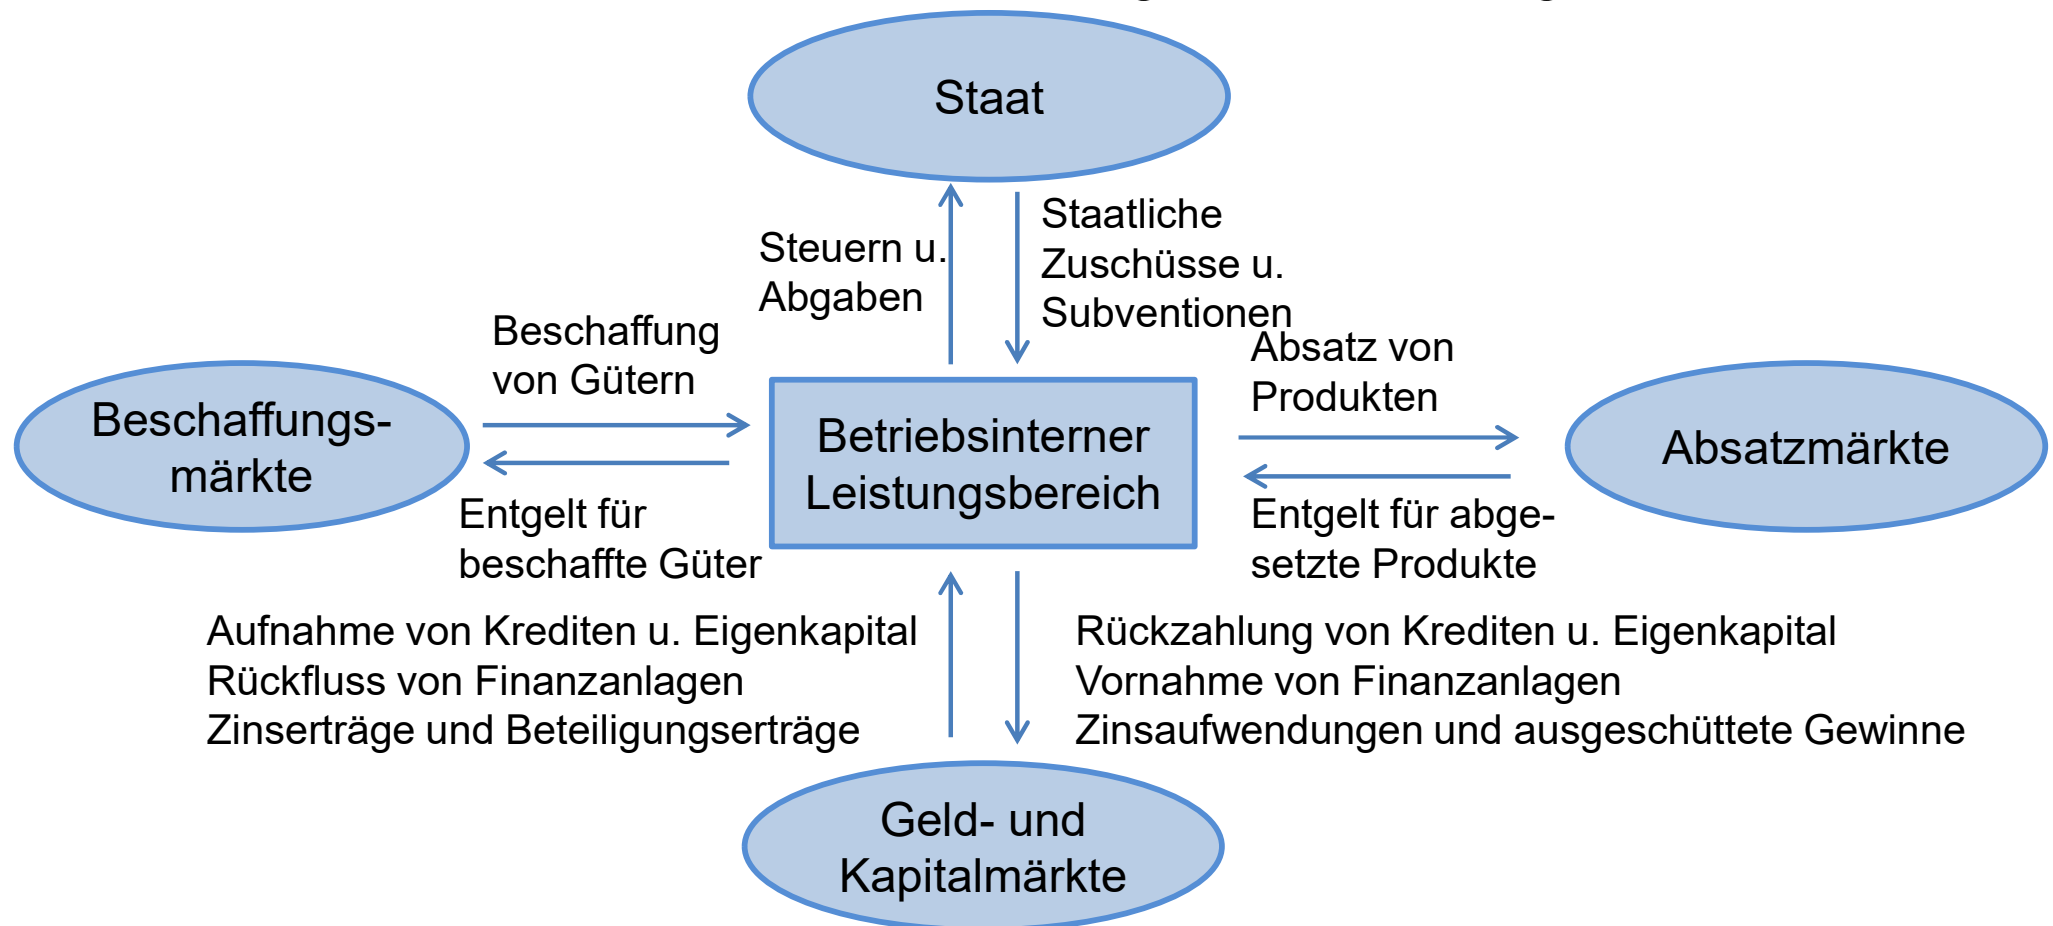 Staat
Steuern u.
Abgaben
Staatliche
Zuschüsse u.
Subventionen
Beschaffung
von Gütern
Absatz von
Produkten
Beschaffungs-
märkte
Betriebsinterner
Leistungsbereich
Absatzmärkte
Entgelt für
beschaffte Güter
Entgelt für abge-
setzte Produkte
Aufnahme von Krediten u. Eigenkapital
Rückfluss von Finanzanlagen
Zinserträge und Beteiligungserträge
Rückzahlung von Krediten u. Eigenkapital
Vornahme von Finanzanlagen
Zinsaufwendungen und ausgeschüttete Gewinne
Geld- und
Kapitalmärkte